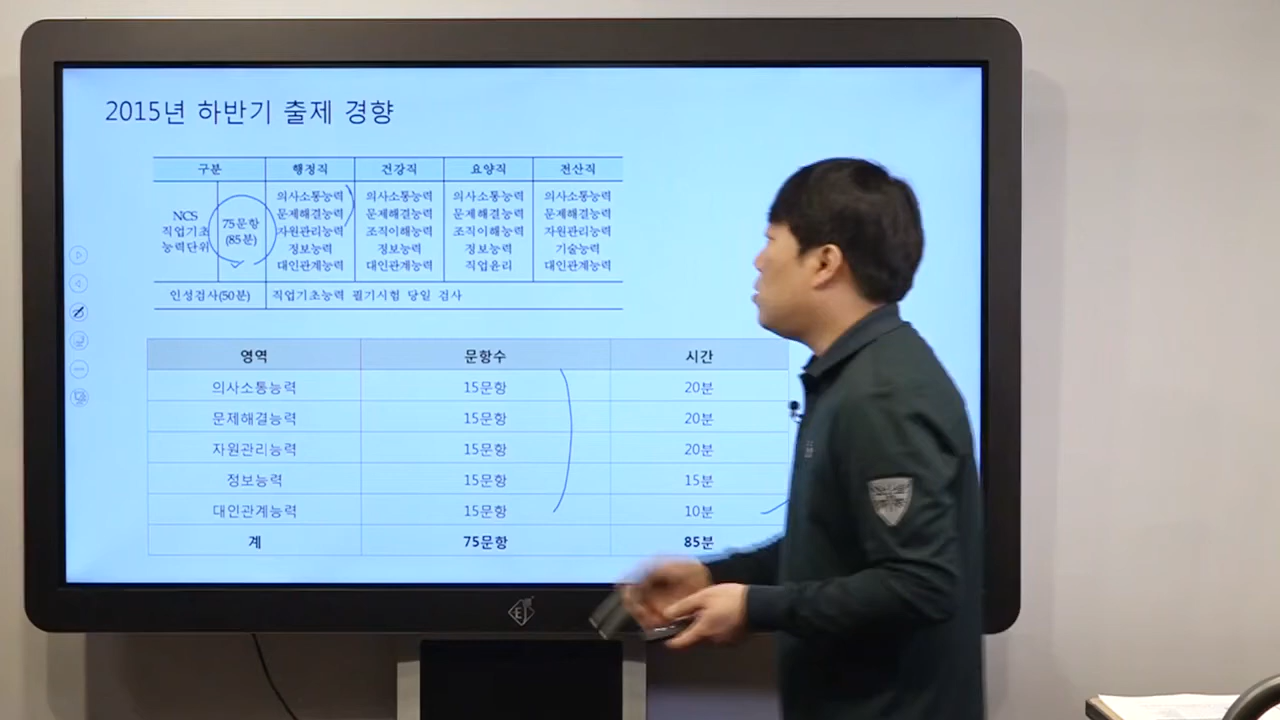 2015년 하반기 출제 경향
구분 행정직 건강직 요양직 전산직
NCS 직업기초 능력단위
75문항 (85분)
의사소통능력 의사소통능력 의사소통능력 의사소통능력
문제해결능력 문제해결능력 문제해결능력 문제해결능력
자원관리능력 조직이해능력 조직이해능력 자원관리능력
정보능력 정보능력 정보능력 기술능력
대인관계능력 대인관계능력 직업윤리 대인관계능력
인성검사(50분) 직업기초능력 필기시험 당일 검사
영역 문항수 시간
의사소통능력 15문항 20분
문제해결능력 15문항 20분
자원관리능력 15문항 20분
정보능력 15문항 15분
대인관계능력 15문항 10분
계 75문항 85분